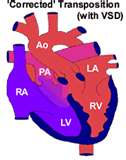 'Corrected' Transposition
(with VSD)
Ao
PA
LA
RA
RV
LV